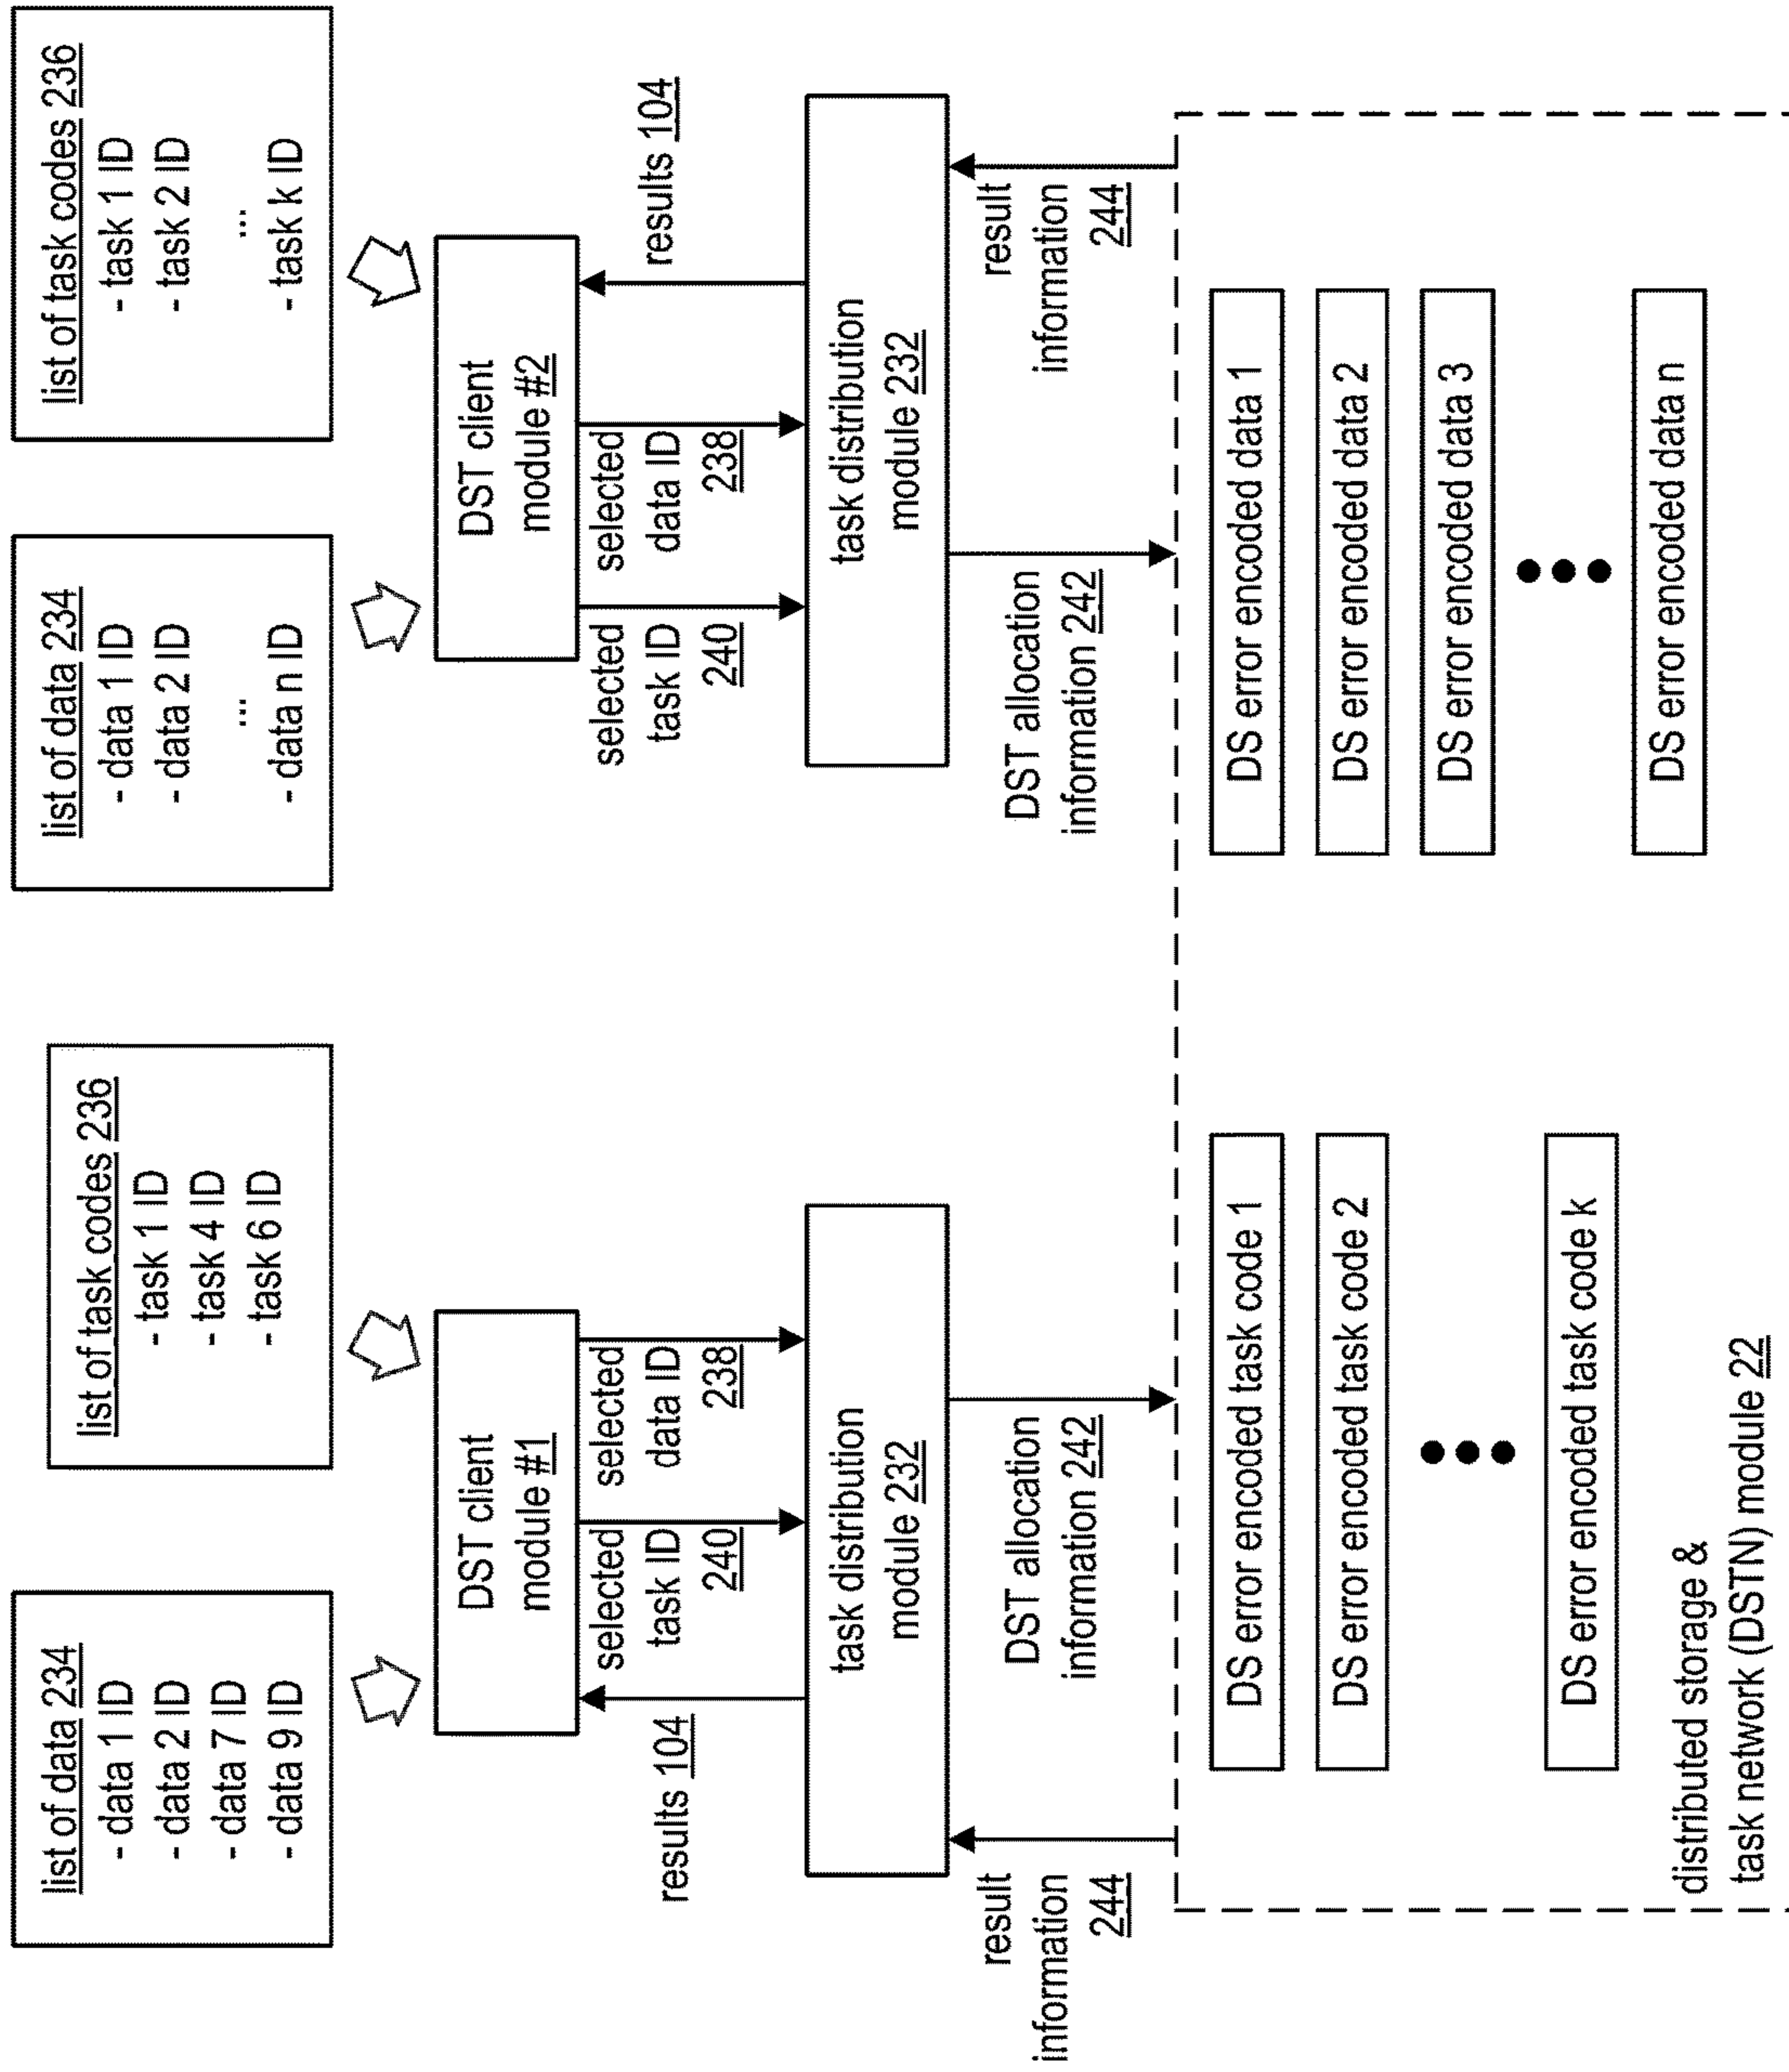 list of data 234
- data 1 ID
- data 2 ID
- data 7 ID
- data 9 ID
list of task codes 236
- task 1 ID
- task 4 ID
- task 6 ID
list of data 234
- data 1 ID
- data 2 ID
...
- data n ID
list of task codes 236
- task 1 ID
- task 2 ID
...
- task k ID
DST client
module #1
DST client
module #2
results 104
selected
task ID
240
selected
data ID
238
selected
task ID
240
selected
data ID
238
results 104
task distribution
module 232
task distribution
module 232
result
information
244
DST allocation
information 242
DST allocation
information 242
result
information
244
DS error encoded task code 1
DS error encoded task code 2
DS error encoded task code k
DS error encoded data 1
DS error encoded data 2
DS error encoded data 3
DS error encoded data n
distributed storage &
task network (DSTN) module 22